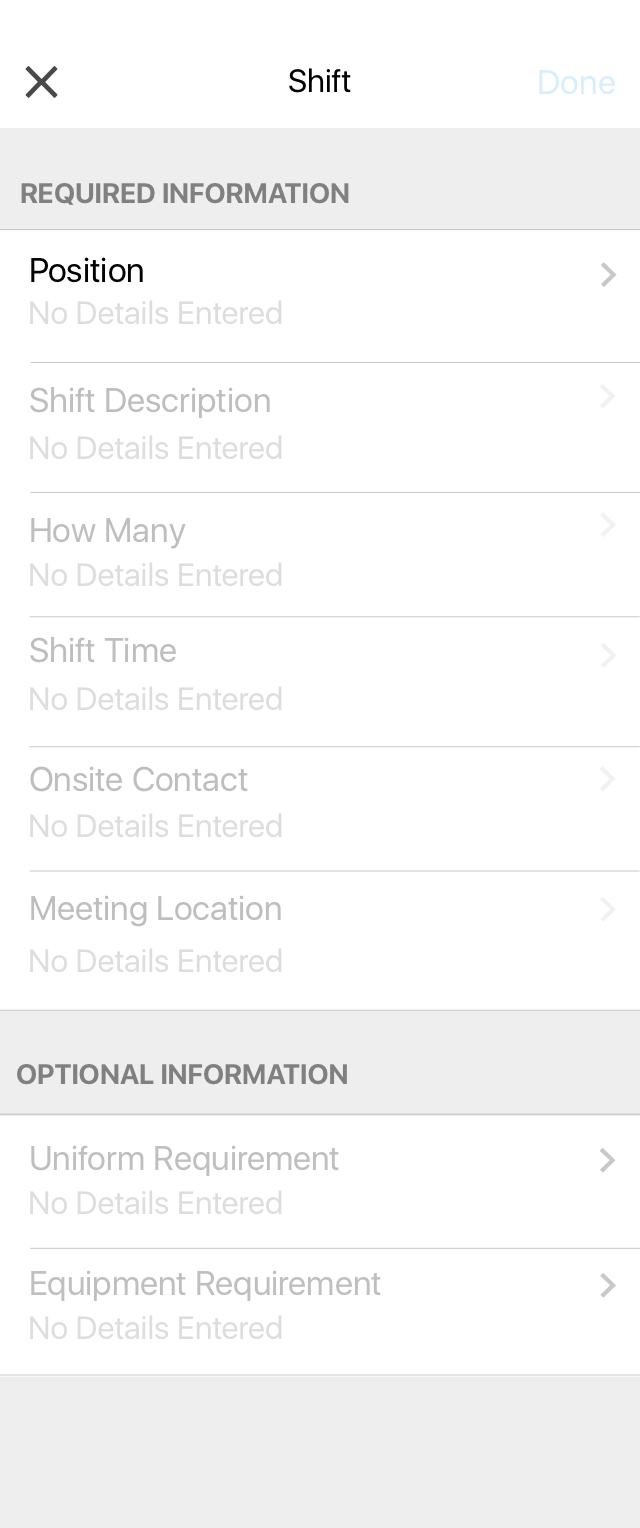 Shift
Done
REQUIRED INFORMATION
Position
No Details Entered
Shift Description
No Details Entered
How Many
No Details Entered
Shift Time
No Details Entered
Onsite Contact
No Details Entered
Meeting Location
No Details Entered
OPTIONAL INFORMATION
Uniform Requirement
No Details Entered
Equipment Requirement
No Details Entered